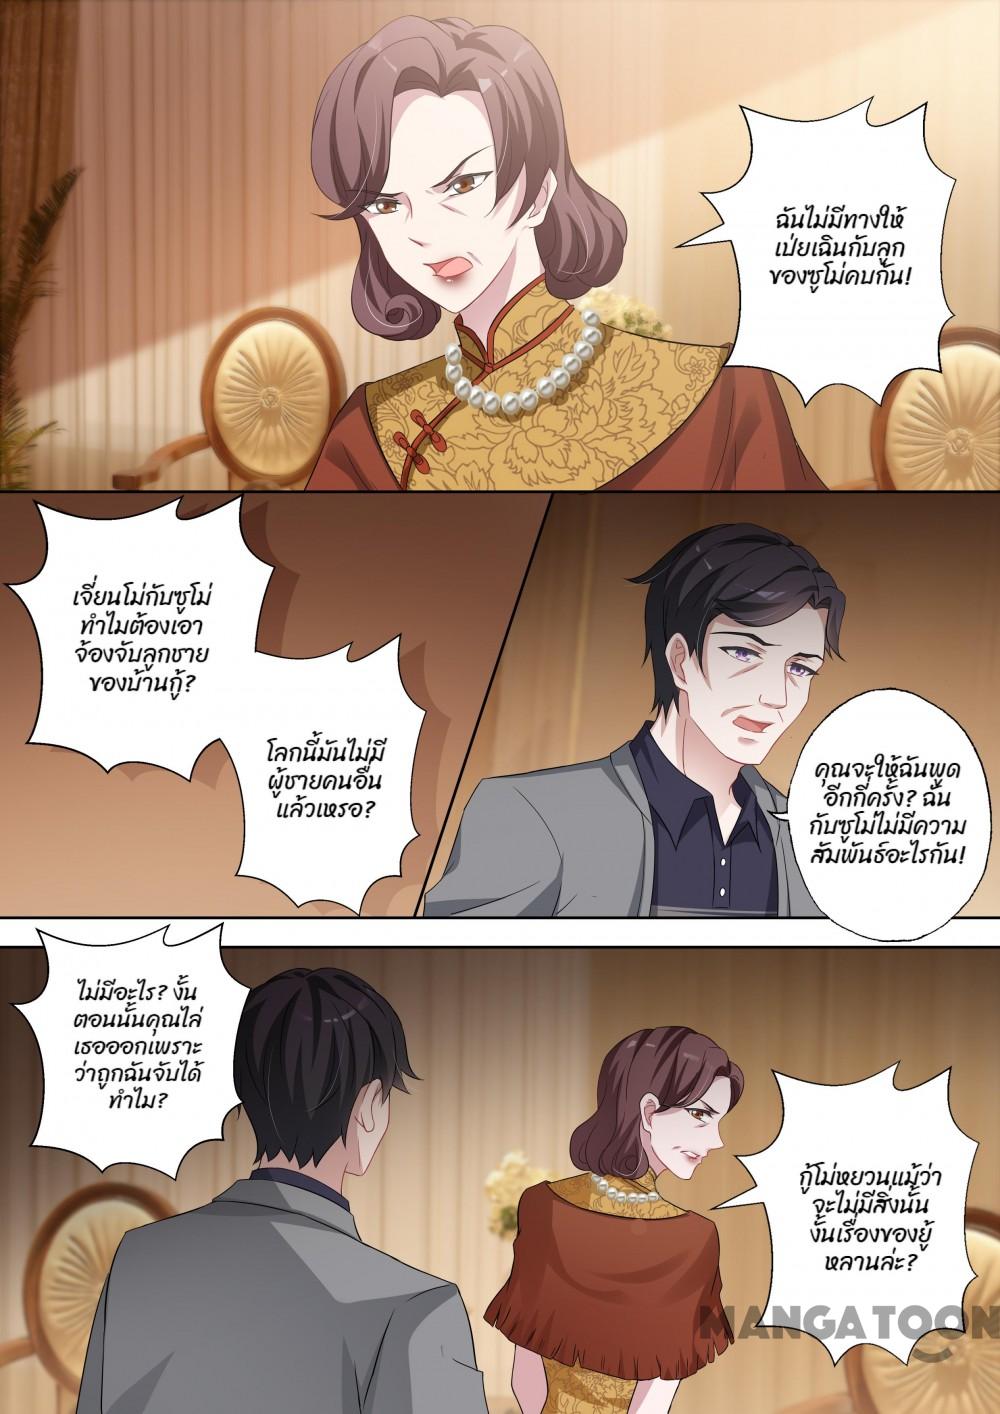 ฉันไม่มีทางให้
เป่ยเฉินกับลูก
ของซูโม่คบกัน!
เจี่ยนโม่กับซูโม่
ทำไมต้องเอา
จ้องจับลูกชาย
ของบ้านกู้?
โลกนี้มันไม่มี
ผู้ชายคนอื่น
แล้วเหรอ?
คุณจะให้ฉันพูด
อีกกี่ครั้ง? ฉัน
กับซูโม่ไม่มีความ
สัมพันธ์อะไรกัน!
ไม่มีอะไร? งั้น
ตอนนั้นคุณไล่
เธอออกเพราะ
ว่าถูกฉันจับได้
ทำไม?
กู้โม่หยวนแม้ว่า
จะไม่มีสิ่งนั้น
งั้นเรื่องของยู้
หลานล่ะ?
MANGATOON